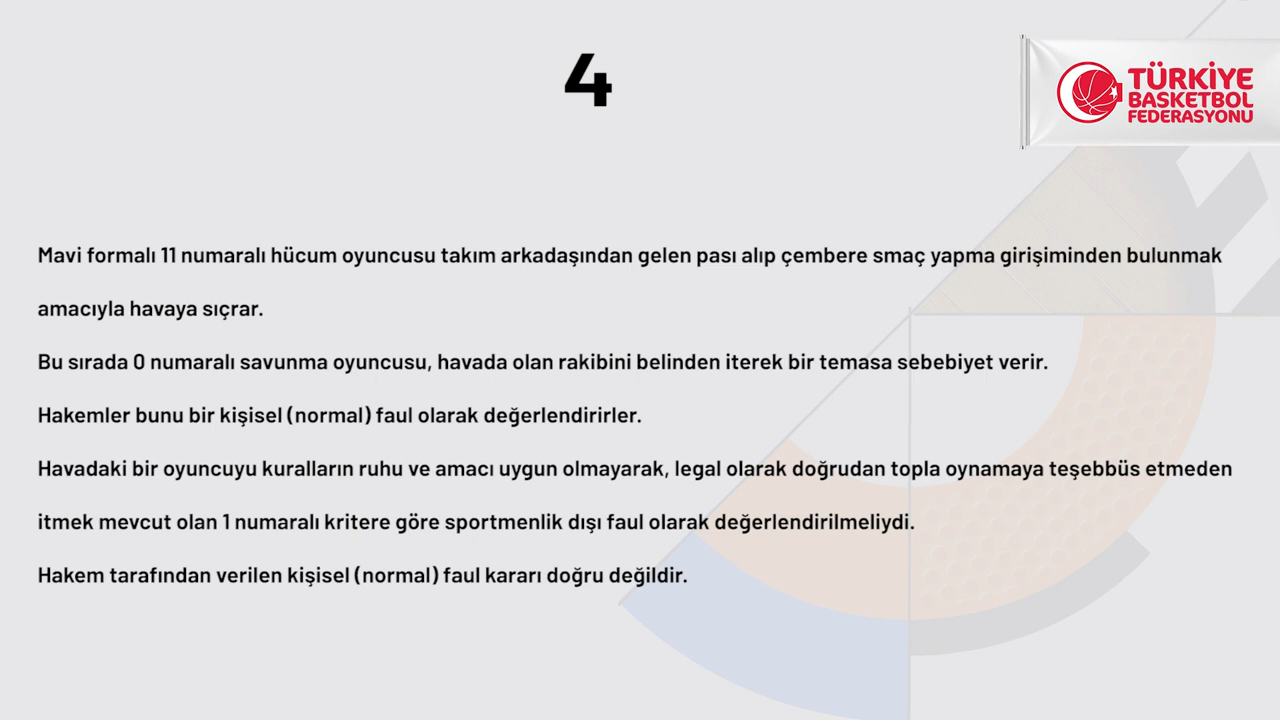 4
TÜRKİYE
BASKETBOL
FEDERASYONU
Mavi formalı 11 numaralı hücum oyuncusu takım arkadaşından gelen pası alıp çembere smaç yapma girişiminden bulunmak
amacıyla havaya sıçrar.
Bu sırada 0 numaralı savunma oyuncusu, havada olan rakibini belinden iterek bir temasa sebebiyet verir.
Hakemler bunu bir kişisel (normal) faul olarak değerlendirirler.
Havadaki bir oyuncuyu kuralların ruhu ve amacı uygun olmayarak, legal olarak doğrudan topla oynamaya teşebbüs etmeden
itmek mevcut olan 1 numaralı kritere göre sportmenlik dışı faul olarak değerlendirilmeliydi.
Hakem tarafından verilen kişisel (normal) faul kararı doğru değildir.